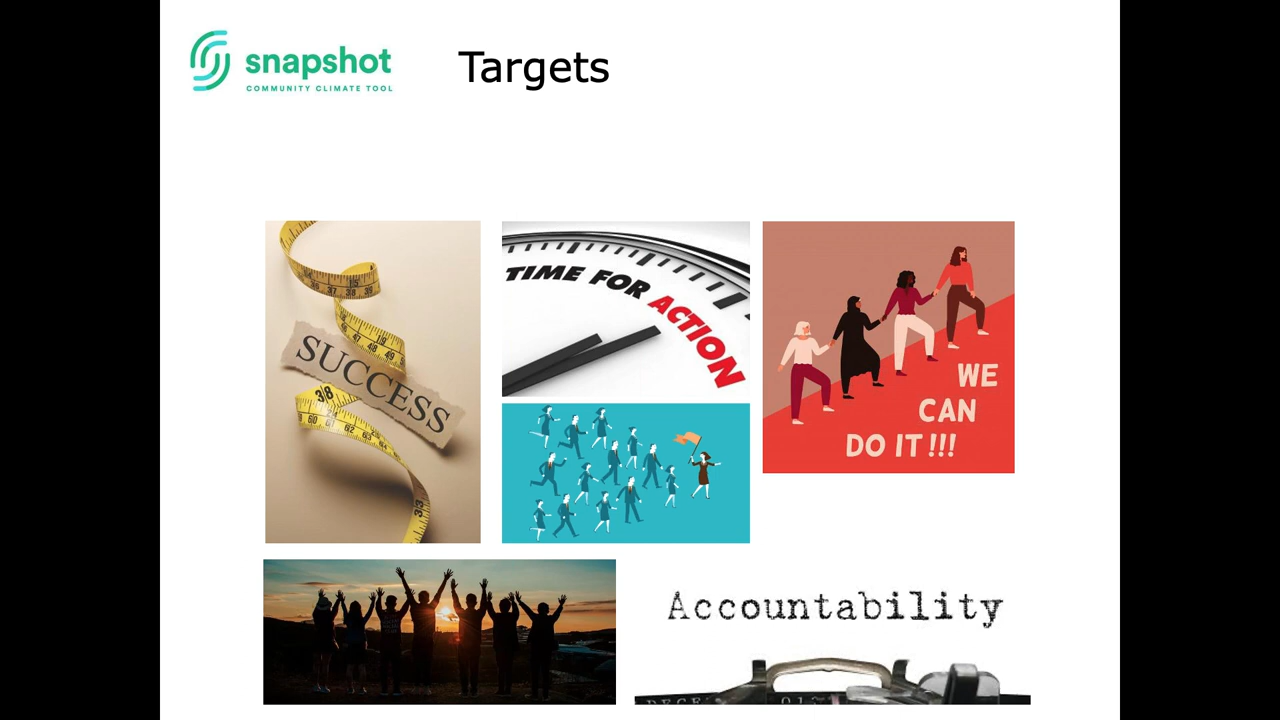 snapshot
COMMUNITY CLIMATE TOOL
Targets
SUCCESS
TIME FOR ACTION
WE
CAN
DO IT!!!
Accountability